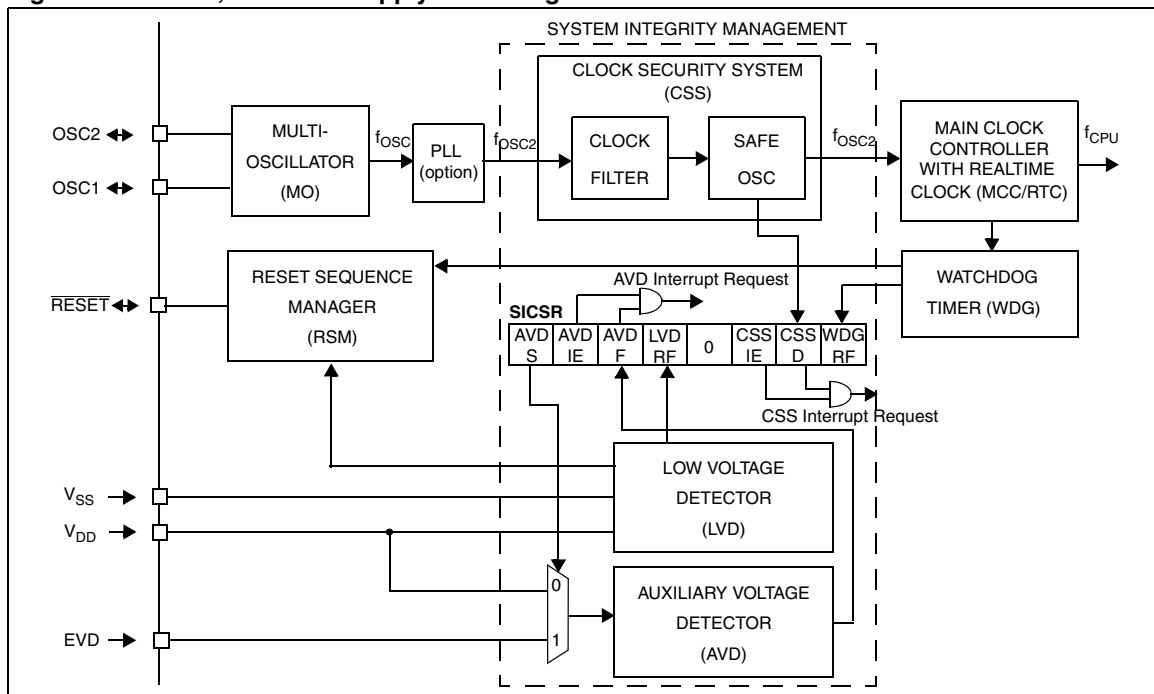 SYSTEM INTEGRITY MANAGEMENT
CLOCK SECURITY SYSTEM
(CSS)
OSC2
OSC1
MULTI-
OSCILLATOR
(MO)
fOSC
PLL
(option)
fOSC2
CLOCK
FILTER
SAFE
OSC
fOSC2
MAIN CLOCK
CONTROLLER
WITH REALTIME
CLOCK (MCC/RTC)
fCPU
RESET
RESET SEQUENCE
MANAGER
(RSM)
AVD Interrupt Request
WATCHDOG
TIMER (WDG)
SICSR
AVD AVD AVD LVD 0 CSS CSS WDG
S IE F RF IE D RF
CSS Interrupt Request
LOW VOLTAGE
DETECTOR
(LVD)
VSS
VDD
0
1
AUXILIARY VOLTAGE
DETECTOR
(AVD)
EVD